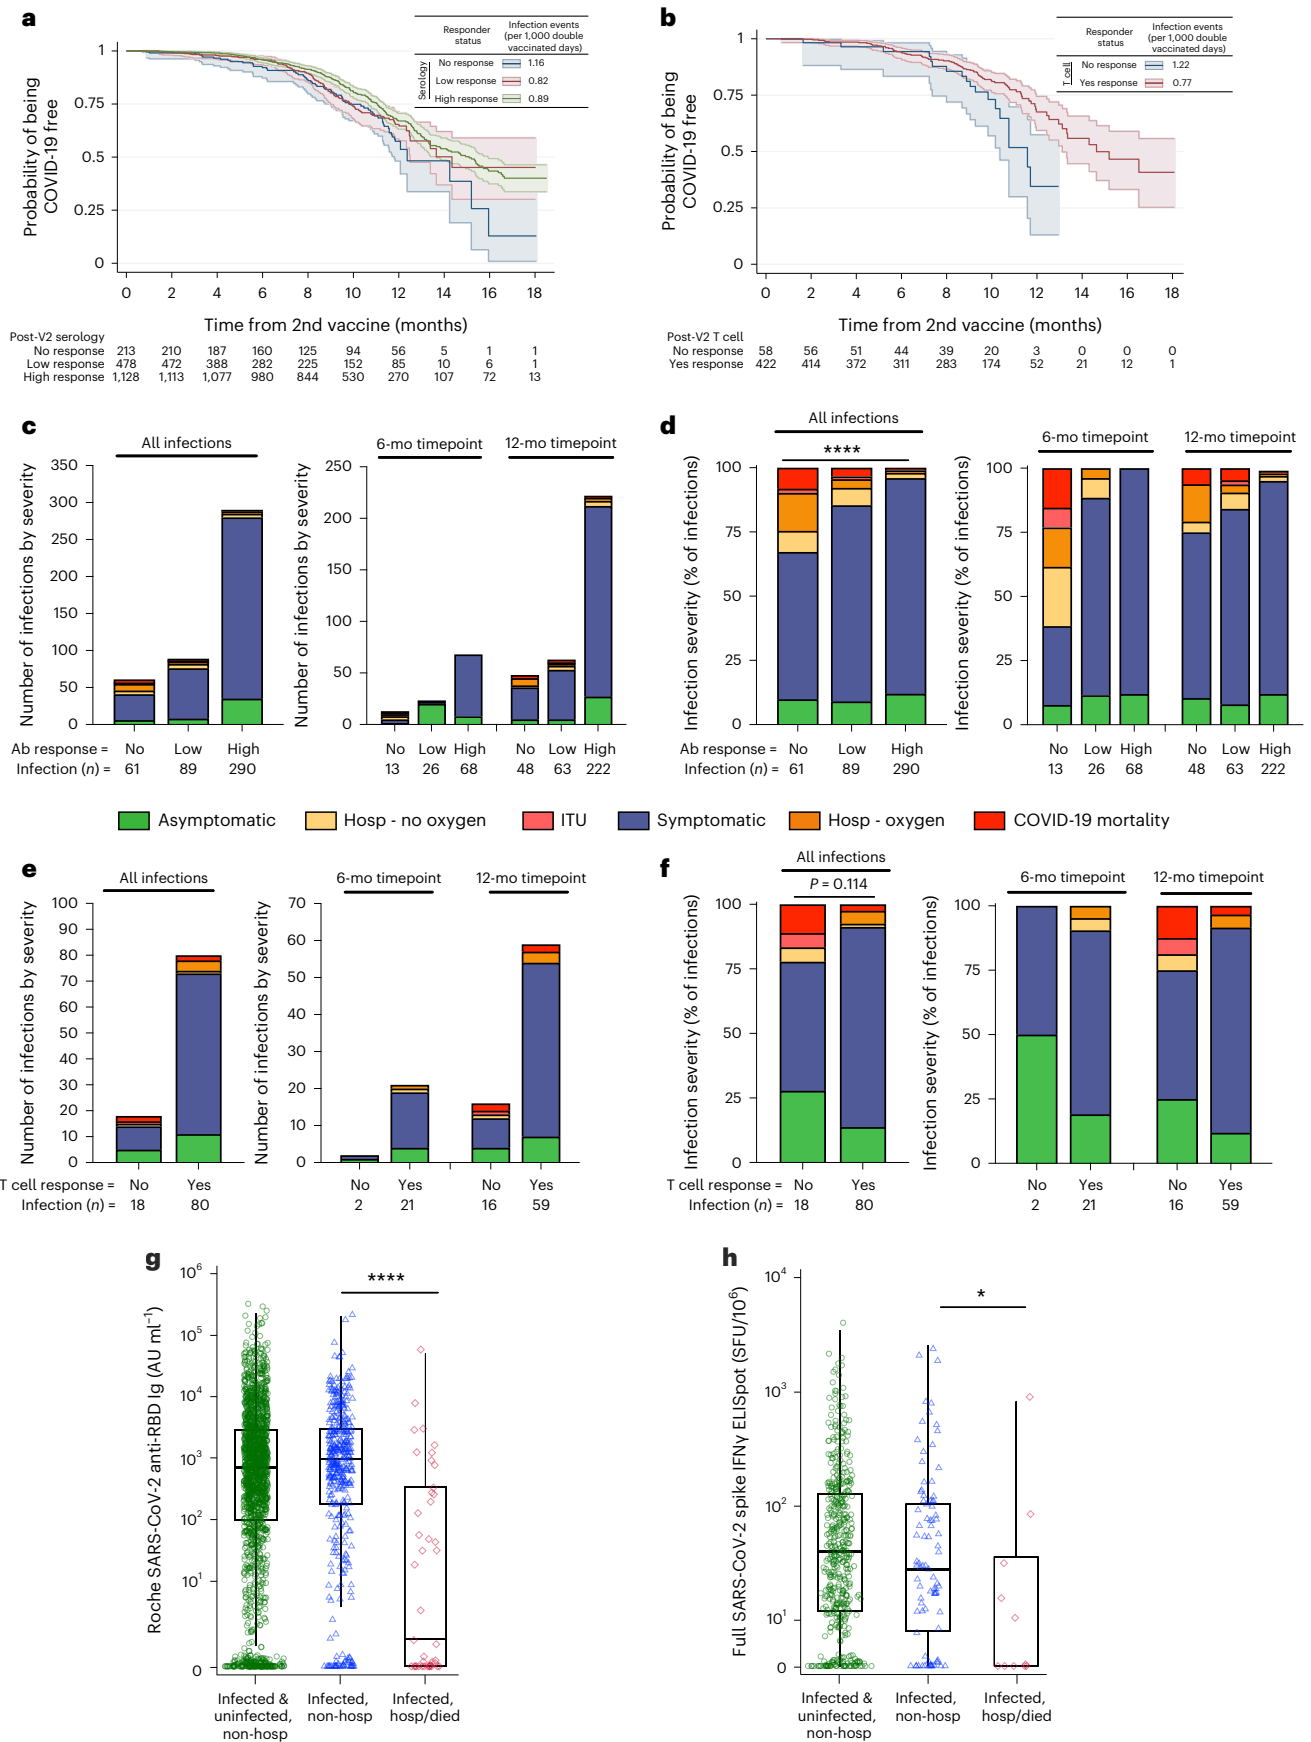 a
Responder status
Infection events (per 1,000 double vaccinated days)
Serology
No response 1.16
Low response 0.82
High response 0.89
Probability of being COVID-19 free
1
0.75
0.5
0.25
0
0 2 4 6 8 10 12 14 16 18
Time from 2nd vaccine (months)
Post-V2 serology
No response 213 210 187 160 125 94 56 5 1 1
Low response 478 472 388 282 225 152 85 10 6 1
High response 1,128 1,113 1,077 980 844 530 270 107 72 13
b
Responder status
Infection events (per 1,000 double vaccinated days)
T cell
No response 1.22
Yes response 0.77
Probability of being COVID-19 free
1
0.75
0.5
0.25
0
0 2 4 6 8 10 12 14 16 18
Time from 2nd vaccine (months)
Post-V2 T cell
No response 58 56 51 44 39 20 3 0 0 0
Yes response 422 414 372 311 283 174 52 21 12 1
c
All infections
Number of infections by severity
350
300
250
200
150
100
50
0
6-mo timepoint 12-mo timepoint
Number of infections by severity
250
200
150
100
50
0
Ab response = No Low High No Low High No Low High
Infection (n) = 61 89 290 13 26 68 48 63 222
d
All infections
****
Infection severity (% of infections)
100
75
50
25
0
6-mo timepoint 12-mo timepoint
Infection severity (% of infections)
100
75
50
25
0
Ab response = No Low High No Low High No Low High
Infection (n) = 61 89 290 13 26 68 48 63 222
Asymptomatic Hosp - no oxygen ITU Symptomatic Hosp - oxygen COVID-19 mortality
e
All infections
Number of infections by severity
100
90
80
70
60
50
40
30
20
10
0
6-mo timepoint 12-mo timepoint
Number of infections by severity
70
60
50
40
30
20
10
0
T cell response = No Yes No Yes No Yes
Infection (n) = 18 80 2 21 16 59
f
All infections
P = 0.114
Infection severity (% of infections)
100
75
50
25
0
6-mo timepoint 12-mo timepoint
Infection severity (% of infections)
100
75
50
25
0
T cell response = No Yes No Yes No Yes
Infection (n) = 18 80 2 21 16 59
g
****
Roche SARS-CoV-2 anti-RBD Ig (AU ml⁻¹)
10⁶
10⁵
10⁴
10³
10²
10¹
0
Infected & uninfected, non-hosp
Infected, non-hosp
Infected, hosp/died
h
*
Full SARS-CoV-2 spike IFNγ ELISpot (SFU/10⁶)
10⁴
10³
10²
10¹
0
Infected & uninfected, non-hosp
Infected, non-hosp
Infected, hosp/died